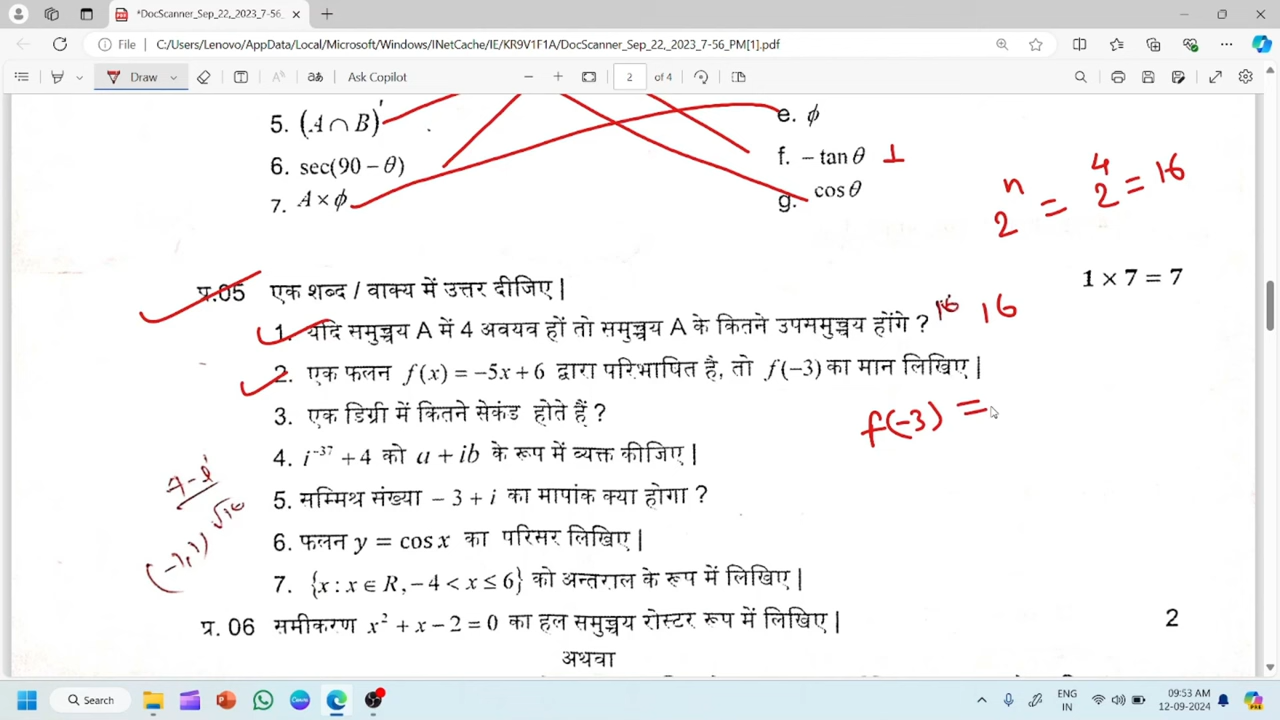 *DocScanner_Sep_22,_2023_7-56_
File C:/Users/Lenovo/AppData/Local/Microsoft/Windows/INetCache/IE/KR9V1F1A/DocScanner_Sep_22,_2023_7-56_PM[1].pdf
Draw Ask Copilot 2 of 4
5. (A ∩ B)'
e. ϕ
6. sec(90 – θ)
f. – tan θ ⊥
7. A × ϕ
g. cos θ
2ⁿ = 2⁴ = 16
प्र.05 एक शब्द / वाक्य में उत्तर दीजिए | 1 × 7 = 7
1. यदि समुच्चय A में 4 अवयव हों तो समुच्चय A के कितने उपसमुच्चय होंगे ? 16 16
2. एक फलन f(x) = –5x + 6 द्वारा परिभाषित है, तो f(–3) का मान लिखिए |
3. एक डिग्री में कितने सेकंड होते हैं ?
f(-3) =
4. i⁻³⁷ + 4 को a + ib के रूप में व्यक्त कीजिए |
5. सम्मिश्र संख्या – 3 + i का मापांक क्या होगा ?
√10
6. फलन y = cos x का परिसर लिखिए |
7. {x : x ∈ R, – 4 < x ≤ 6} को अन्तराल के रूप में लिखिए |
प्र. 06 समीकरण x² + x – 2 = 0 का हल समुच्चय रोस्टर रूप में लिखिए | 2
अथवा
Search
ENG
IN
09:53 AM
12-09-2024